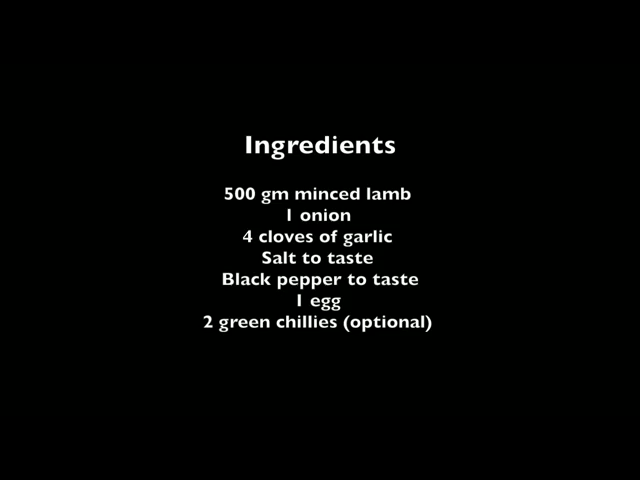 Ingredients
500 gm minced lamb
1 onion
4 cloves of garlic
Salt to taste
Black pepper to taste
1 egg
2 green chillies (optional)